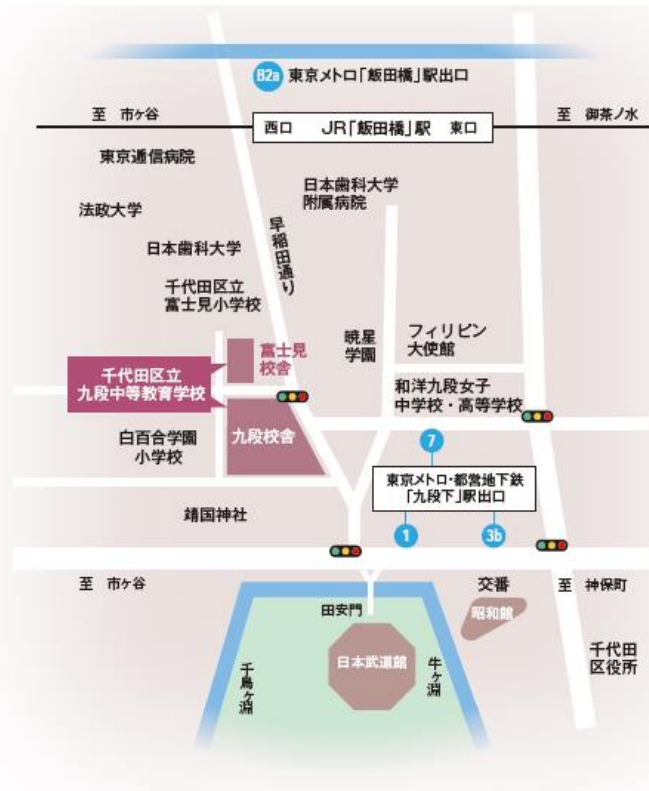 B2a 東京メトロ「飯田橋」駅出口
至 市ヶ谷
西口 JR「飯田橋」駅 東口
至 御茶ノ水
東京逓信病院
日本歯科大学
附属病院
法政大学
早稲田通り
日本歯科大学
千代田区立
富士見小学校
富士見
校舎
暁星
学園
フィリピン
大使館
千代田区立
九段中等教育学校
和洋九段女子
中学校・高等学校
白百合学園
小学校
九段校舎
7
東京メトロ・都営地下鉄
「九段下」駅出口
靖国神社
1
3b
至 市ヶ谷
田安門
交番
至 神保町
昭和館
千代田
区役所
日本武道館
千鳥ヶ淵
牛ヶ淵